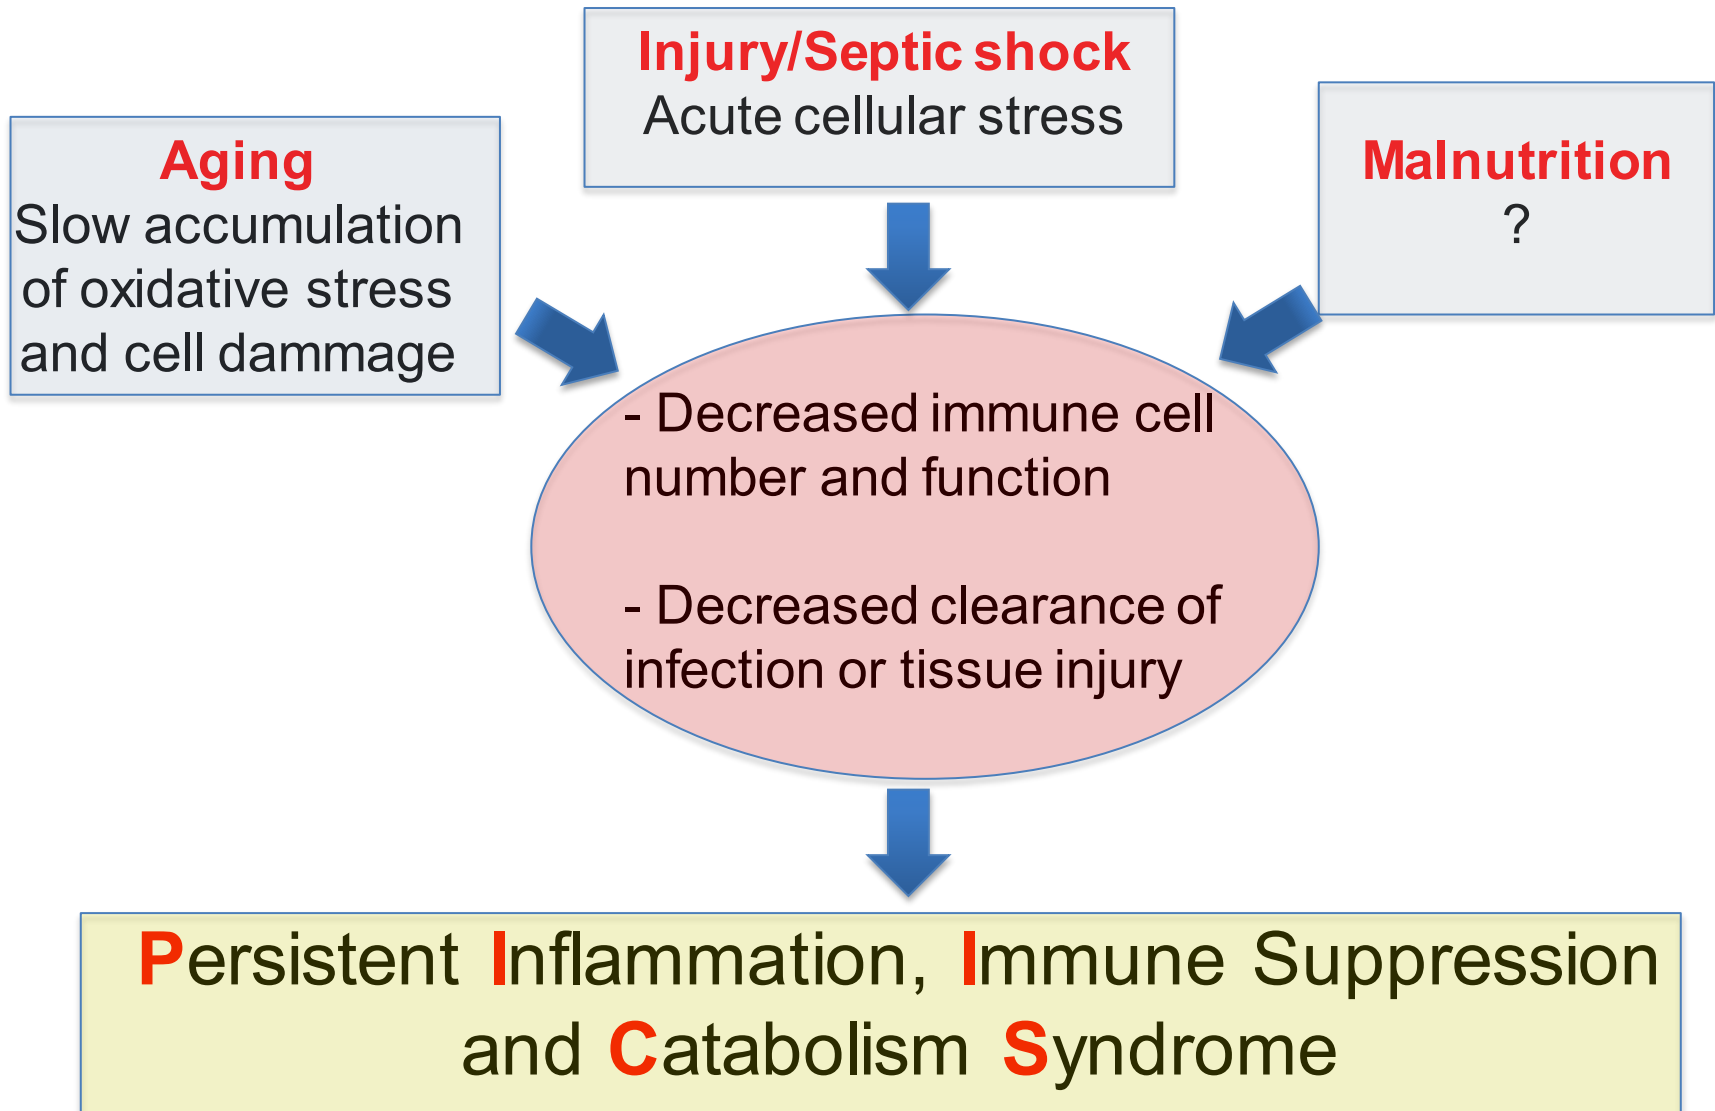 Injury/Septic shock
Acute cellular stress
Aging
Slow accumulation
of oxidative stress
and cell dammage
Malnutrition
?
- Decreased immune cell
number and function
- Decreased clearance of
infection or tissue injury
Persistent Inflammation, Immune Suppression
and Catabolism Syndrome